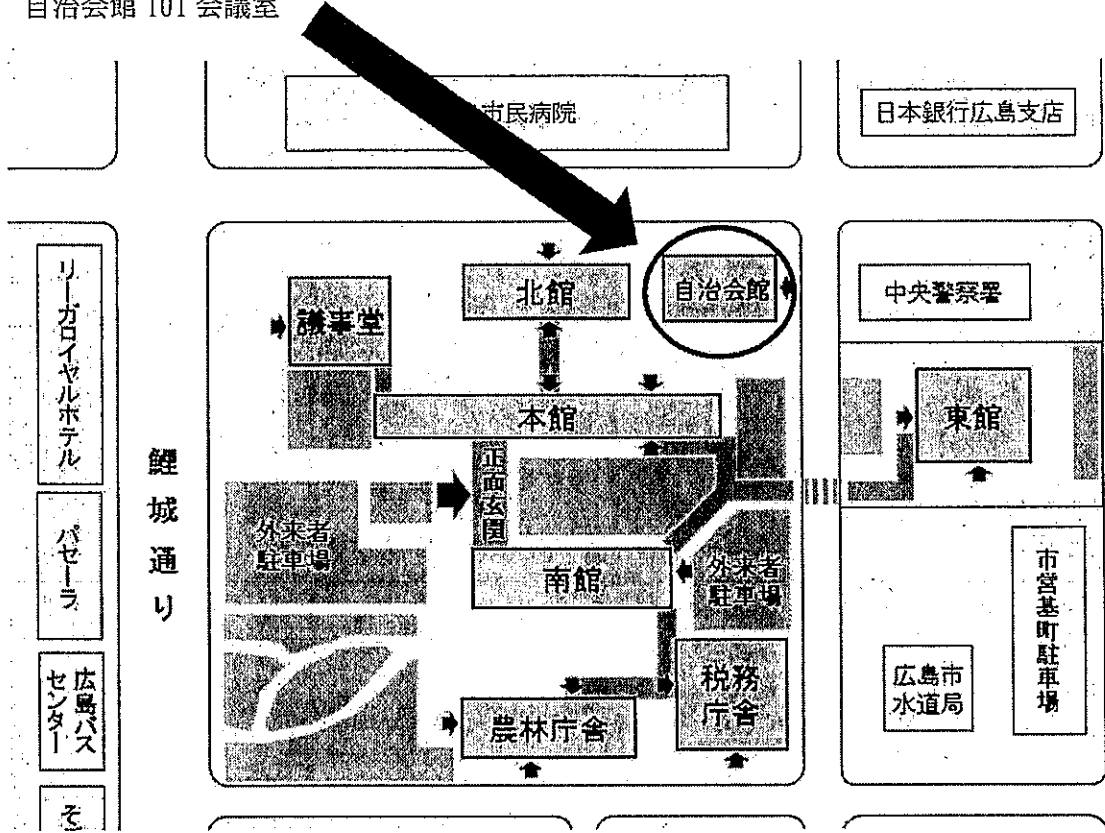 自治会館 101 会議室
市民病院
日本銀行広島支店
リーガロイヤルホテル
議事堂
北館
自治会館
中央警察署
本館
東館
鯉城通り
正面玄関
外来者
駐車場
パセーラ
南館
外来者
駐車場
市営基町駐車場
広島バス
センター
農林庁舎
税務
庁舎
広島市
水道局
そ